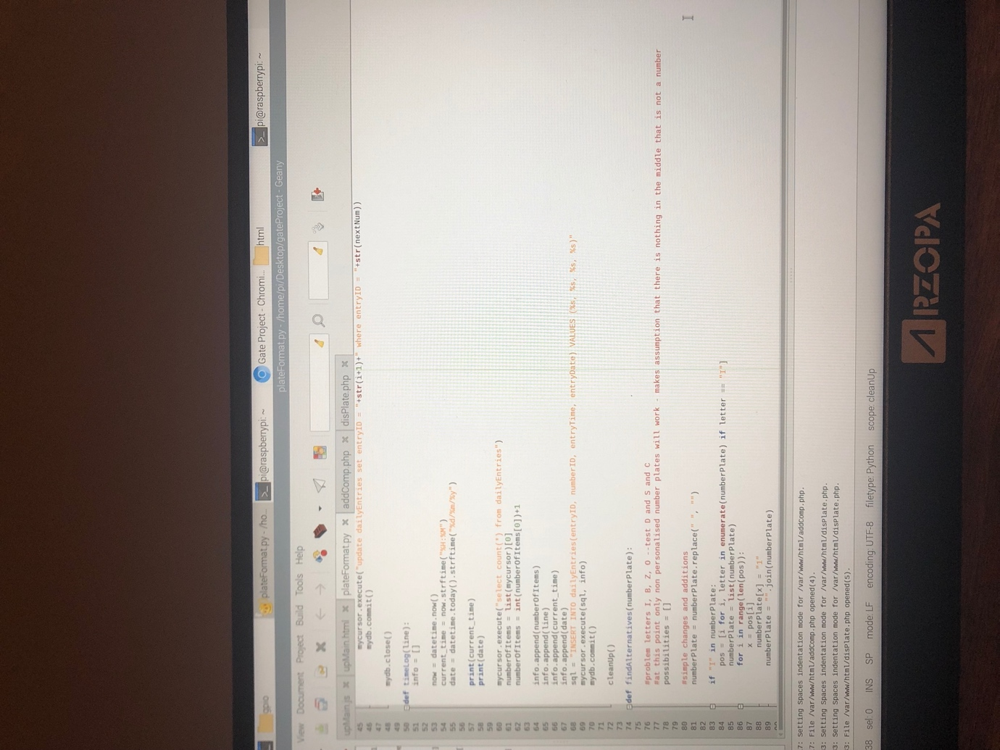 gpio
plateFormat.py - /ho...
pi@raspberrypi: ~
Gate Project - Chromi...
html
pi@raspberrypi: ~
plateFormat.py - /home/pi/Desktop/gateProject - Geany
View Document Project Build Tools Help
upMain.js
upMain.html
plateFormat.py
addComp.php
disPlate.php
45 mycursor.execute("update dailyEntries set entryID = "+str(i+1)+" where entryID = "+str(nextNum))
46 mydb.commit()
47
48 mydb.close()
49
50 def timeLog(line):
51 info = []
52
53 now = datetime.now()
54 current_time = now.strftime("%H:%M")
55 date = datetime.today().strftime("%d/%m/%y")
56
57 print(current_time)
58 print(date)
59
60 mycursor.execute("select count(*) from dailyEntries")
61 numberOfItems = list(mycursor)[0]
62 numberOfItems = int(numberOfItems[0])+1
63
64 info.append(numberOfItems)
65 info.append(line)
66 info.append(current_time)
67 info.append(date)
68 sql = "INSERT INTO dailyEntries(entryID, numberID, entryTime, entryDate) VALUES (%s, %s, %s, %s)"
69 mycursor.execute(sql, info)
70 mydb.commit()
71
72 cleanUp()
73
74 def findAlternatives(numberPlate):
75
76 #problem letters I, B, Z, O --test D and S and C
77 #at this point only non personalised number plates will work - makes assumption that there is nothing in the middle that is not a number
78 possibilities = []
79
80 #simple changes and additions
81 numberPlate = numberPlate.replace(" ", "")
82
83 if "I" in numberPlate:
84 pos = [i for i, letter in enumerate(numberPlate) if letter == "I"]
85 numberPlate = list(numberPlate)
86 for i in range(len(pos)):
87 x = pos[i]
88 numberPlate[x] = "1"
89 numberPlate = "".join(numberPlate)
7: Setting Spaces indentation mode for /var/www/html/addComp.php.
7: File /var/www/html/addComp.php opened(4).
3: Setting Spaces indentation mode for /var/www/html/disPlate.php.
3: Setting Spaces indentation mode for /var/www/html/disPlate.php.
3: File /var/www/html/disPlate.php opened(5).
38 sel: 0 INS SP mode: LF encoding: UTF-8 filetype: Python scope: cleanUp
ARZOPA